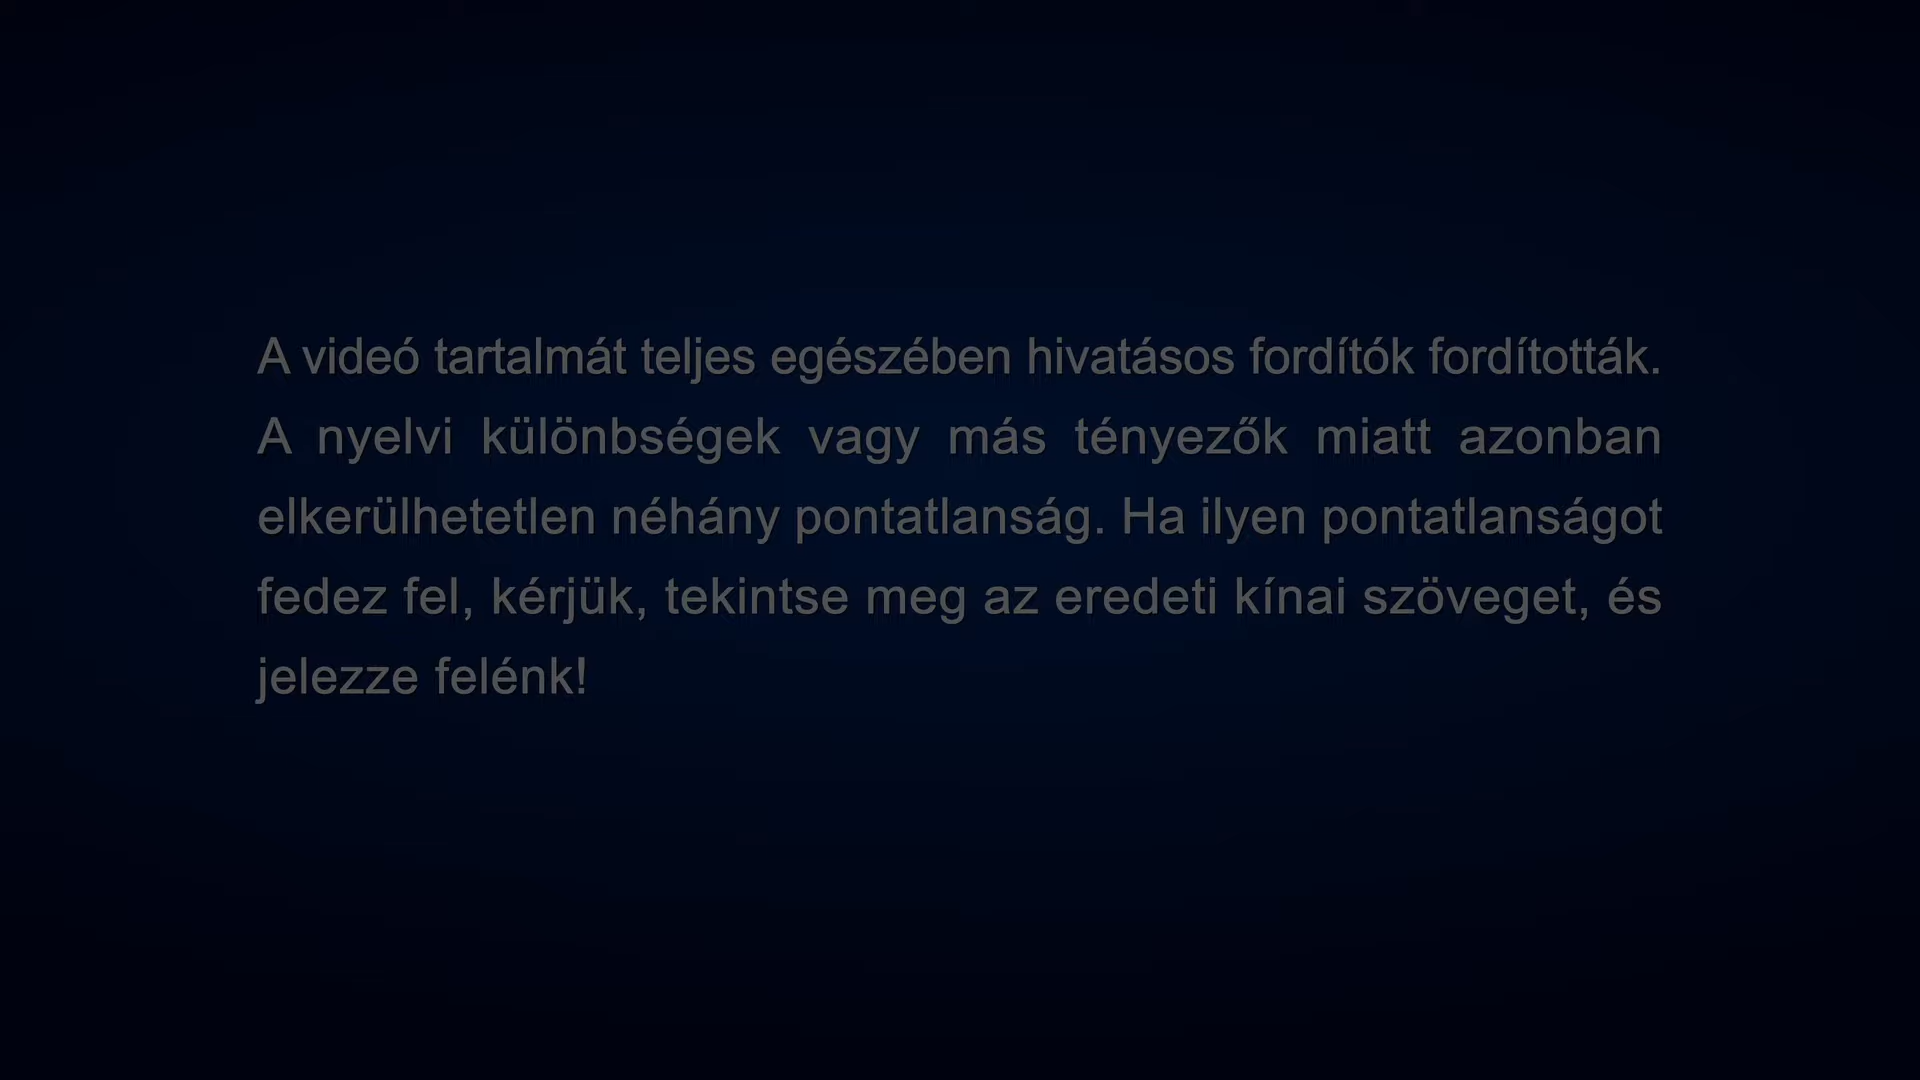 A videó tartalmát teljes egészében hivatásos fordítók fordították.
A nyelvi különbségek vagy más tényezők miatt azonban
elkerülhetetlen néhány pontatlanság. Ha ilyen pontatlanságot
fedez fel, kérjük, tekintse meg az eredeti kínai szöveget, és
jelezze felénk!